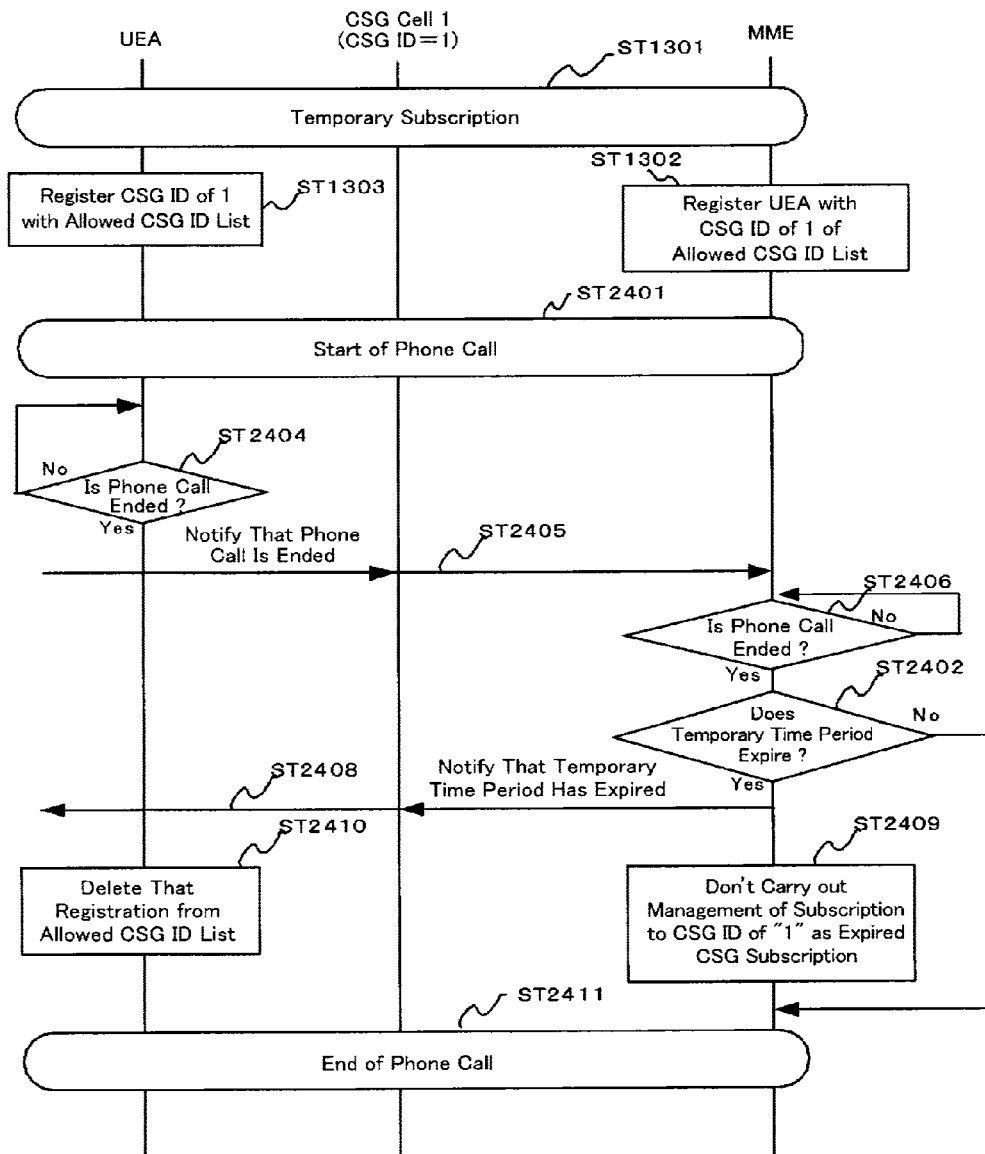 UEA
CSG Cell 1
(CSG ID=1)
MME
ST1301
Temporary Subscription
ST1302
ST1303
Register CSG ID of 1
with Allowed CSG ID List
Register UEA with
CSG ID of 1 of
Allowed CSG ID List
ST2401
Start of Phone Call
ST2404
No
Is Phone Call
Ended ?
Yes
Notify That Phone
Call Is Ended
ST2405
ST2406
Is Phone Call
Ended ?
No
Yes
ST2402
Does
Temporary Time Period
Expire ?
No
Yes
ST2408
Notify That Temporary
Time Period Has Expired
ST2410
ST2409
Delete That
Registration from
Allowed CSG ID List
Don't Carry out
Management of Subscription
to CSG ID of "1" as Expired
CSG Subscription
ST2411
End of Phone Call